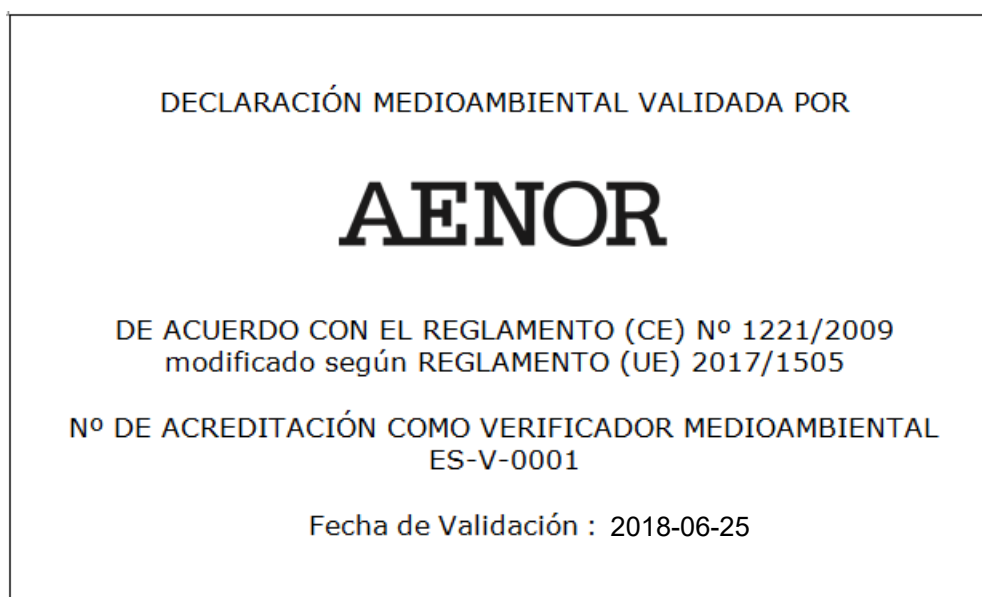 DECLARACIÓN MEDIOAMBIENTAL VALIDADA POR
AENOR
DE ACUERDO CON EL REGLAMENTO (CE) Nº 1221/2009
modificado según REGLAMENTO (UE) 2017/1505
Nº DE ACREDITACIÓN COMO VERIFICADOR MEDIOAMBIENTAL
ES-V-0001
Fecha de Validación : 2018-06-25